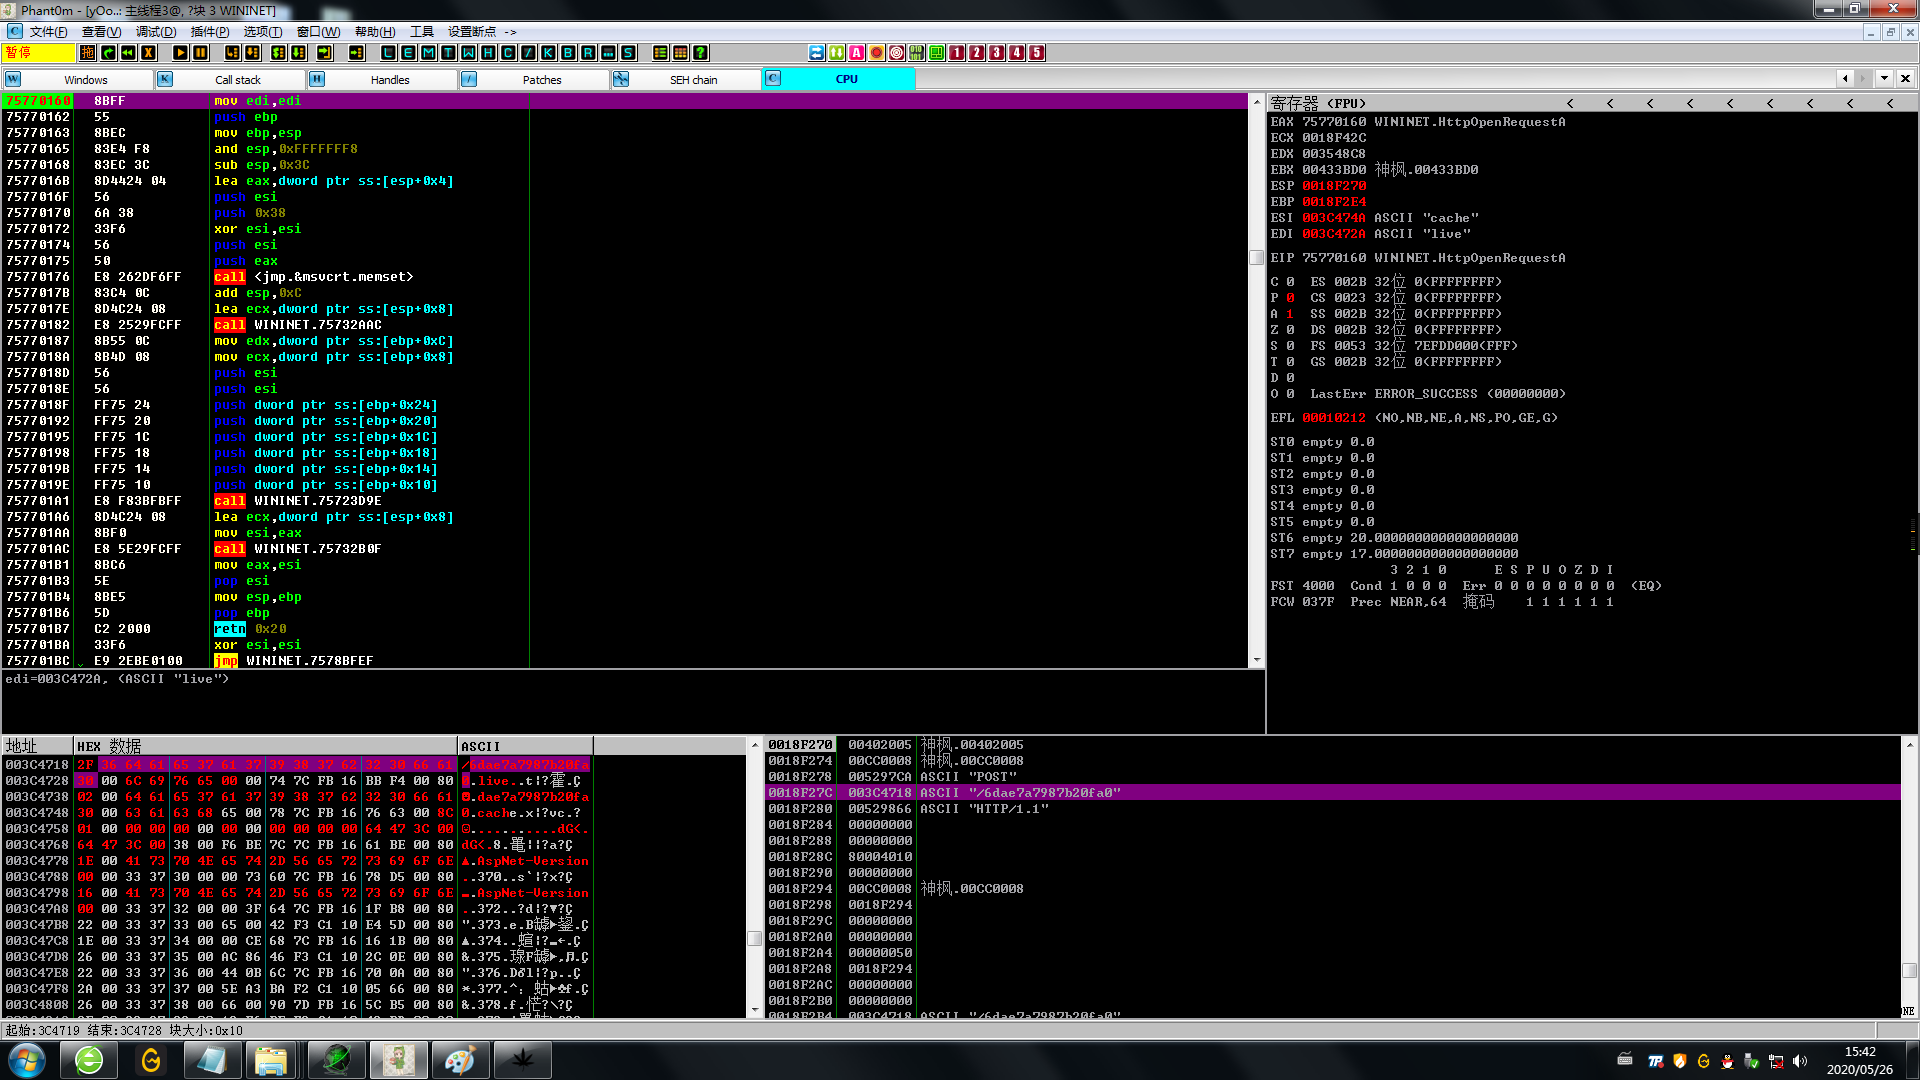 Phant0m - [yOo..: 主线程3@, ?块 3 WININET]
文件(F) 查看(V) 调试(D) 插件(P) 选项(T) 窗口(W) 帮助(H) 工具 设置断点 ->
暂停 拖 L E M T W H C / K B R ... S ? A 1 2 3 4 5
W Windows K Call stack H Handles / Patches SEH chain C CPU
75770160 8BFF mov edi,edi
75770162 55 push ebp
75770163 8BEC mov ebp,esp
75770165 83E4 F8 and esp,0xFFFFFFF8
75770168 83EC 3C sub esp,0x3C
7577016B 8D4424 04 lea eax,dword ptr ss:[esp+0x4]
7577016F 56 push esi
75770170 6A 38 push 0x38
75770172 33F6 xor esi,esi
75770174 56 push esi
75770175 50 push eax
75770176 E8 262DF6FF call <jmp.&msvcrt.memset>
7577017B 83C4 0C add esp,0xC
7577017E 8D4C24 08 lea ecx,dword ptr ss:[esp+0x8]
75770182 E8 2529FCFF call WININET.75732AAC
75770187 8B55 0C mov edx,dword ptr ss:[ebp+0xC]
7577018A 8B4D 08 mov ecx,dword ptr ss:[ebp+0x8]
7577018D 56 push esi
7577018E 56 push esi
7577018F FF75 24 push dword ptr ss:[ebp+0x24]
75770192 FF75 20 push dword ptr ss:[ebp+0x20]
75770195 FF75 1C push dword ptr ss:[ebp+0x1C]
75770198 FF75 18 push dword ptr ss:[ebp+0x18]
7577019B FF75 14 push dword ptr ss:[ebp+0x14]
7577019E FF75 10 push dword ptr ss:[ebp+0x10]
757701A1 E8 F83BFBFF call WININET.75723D9E
757701A6 8D4C24 08 lea ecx,dword ptr ss:[esp+0x8]
757701AA 8BF0 mov esi,eax
757701AC E8 5E29FCFF call WININET.75732B0F
757701B1 8BC6 mov eax,esi
757701B3 5E pop esi
757701B4 8BE5 mov esp,ebp
757701B6 5D pop ebp
757701B7 C2 2000 retn 0x20
757701BA 33F6 xor esi,esi
757701BC E9 2EBE0100 jmp WININET.7578BFEF
edi=003C472A, (ASCII "live")
寄存器 (FPU) < < < < < < < < <
EAX 75770160 WININET.HttpOpenRequestA
ECX 0018F42C
EDX 003548C8
EBX 00433BD0 神枫.00433BD0
ESP 0018F270
EBP 0018F2E4
ESI 003C474A ASCII "cache"
EDI 003C472A ASCII "live"
EIP 75770160 WININET.HttpOpenRequestA
C 0 ES 002B 32位 0(FFFFFFFF)
P 0 CS 0023 32位 0(FFFFFFFF)
A 1 SS 002B 32位 0(FFFFFFFF)
Z 0 DS 002B 32位 0(FFFFFFFF)
S 0 FS 0053 32位 7EFDD000(FFF)
T 0 GS 002B 32位 0(FFFFFFFF)
D 0
O 0 LastErr ERROR_SUCCESS (00000000)
EFL 00010212 (NO,NB,NE,A,NS,PO,GE,G)
ST0 empty 0.0
ST1 empty 0.0
ST2 empty 0.0
ST3 empty 0.0
ST4 empty 0.0
ST5 empty 0.0
ST6 empty 20.000000000000000000
ST7 empty 17.000000000000000000
3 2 1 0 E S P U O Z D I
FST 4000 Cond 1 0 0 0 Err 0 0 0 0 0 0 0 0 (EQ)
FCW 037F Prec NEAR,64 掩码 1 1 1 1 1 1
地址 HEX 数据 ASCII
003C4718 2F 36 64 61 65 37 61 37 39 38 37 62 32 30 66 61 /6dae7a7987b20fa
003C4728 30 00 6C 69 76 65 00 00 74 7C FB 16 BB F4 00 80 0.live..t|?霍.Ç
003C4738 02 00 64 61 65 37 61 37 39 38 37 62 32 30 66 61 .dae7a7987b20fa
003C4748 30 00 63 61 63 68 65 00 78 7C FB 16 76 63 00 8C 0.cache.x|?vc.?
003C4758 01 00 00 00 00 00 00 00 00 00 00 00 64 47 3C 00 ...........dG<.
003C4768 64 47 3C 00 38 00 F6 BE 7C 7C FB 16 61 BE 00 80 dG<.8.鼍||?a?Ç
003C4778 1E 00 41 73 70 4E 65 74 2D 56 65 72 73 69 6F 6E ▲.AspNet-Version
003C4788 00 00 33 37 30 00 00 73 60 7C FB 16 78 D5 00 80 ..370..s`|?x?Ç
003C4798 16 00 41 73 70 4E 65 74 2D 56 65 72 73 69 6F 6E .AspNet-Version
003C47A8 00 00 33 37 32 00 00 3F 64 7C FB 16 1F B8 00 80 ..372..?d|?▼?Ç
003C47B8 22 00 33 37 33 00 65 00 42 F3 C1 10 E4 5D 00 80 ".373.e.B罅►鋆.Ç
003C47C8 1E 00 33 37 34 00 00 CE 68 7C FB 16 16 1B 00 80 ▲.374..蝖|?
003C47D8 26 00 33 37 35 00 AC 86 46 F3 C1 10 2C 0E 00 80 &.375.瑔F罅►,♫.Ç
003C47E8 22 00 33 37 36 00 44 0B 6C 7C FB 16 70 0A 00 80 ".376.D♂l|?p..Ç
003C47F8 2A 00 33 37 37 00 5E A3 BA F2 C1 10 05 66 00 80 *.377.^：蛄►♣f.Ç
003C4808 26 00 33 37 38 00 66 00 90 7D FB 16 5C B5 00 80 &.378.f.恾?\?Ç
0018F270 00402005 神枫.00402005
0018F274 00CC0008 神枫.00CC0008
0018F278 005297CA ASCII "POST"
0018F27C 003C4718 ASCII "/6dae7a7987b20fa0"
0018F280 00529866 ASCII "HTTP/1.1"
0018F284 00000000
0018F288 00000000
0018F28C 80004010
0018F290 00000000
0018F294 00CC0008 神枫.00CC0008
0018F298 0018F294
0018F29C 00000000
0018F2A0 00000000
0018F2A4 00000050
0018F2A8 0018F294
0018F2AC 00000000
0018F2B0 00000000
0018F2B4 003C4718 ASCII "/6dae7a7987b20fa0"
起始:3C4719 结束:3C4728 块大小:0x10
15:42
2020/05/26